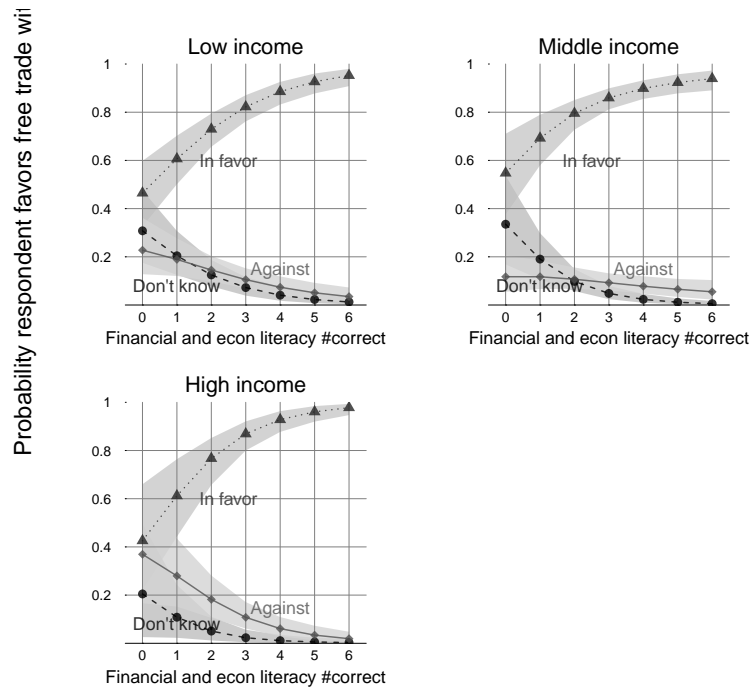 Probability respondent favors free trade wi
Low income
1
0.8
0.6
0.4
0.2
In favor
Against
Don't know
0 1 2 3 4 5 6
Financial and econ literacy #correct
Middle income
1
0.8
0.6
0.4
0.2
In favor
Against
Don't know
0 1 2 3 4 5 6
Financial and econ literacy #correct
High income
1
0.8
0.6
0.4
0.2
In favor
Against
Don't know
0 1 2 3 4 5 6
Financial and econ literacy #correct